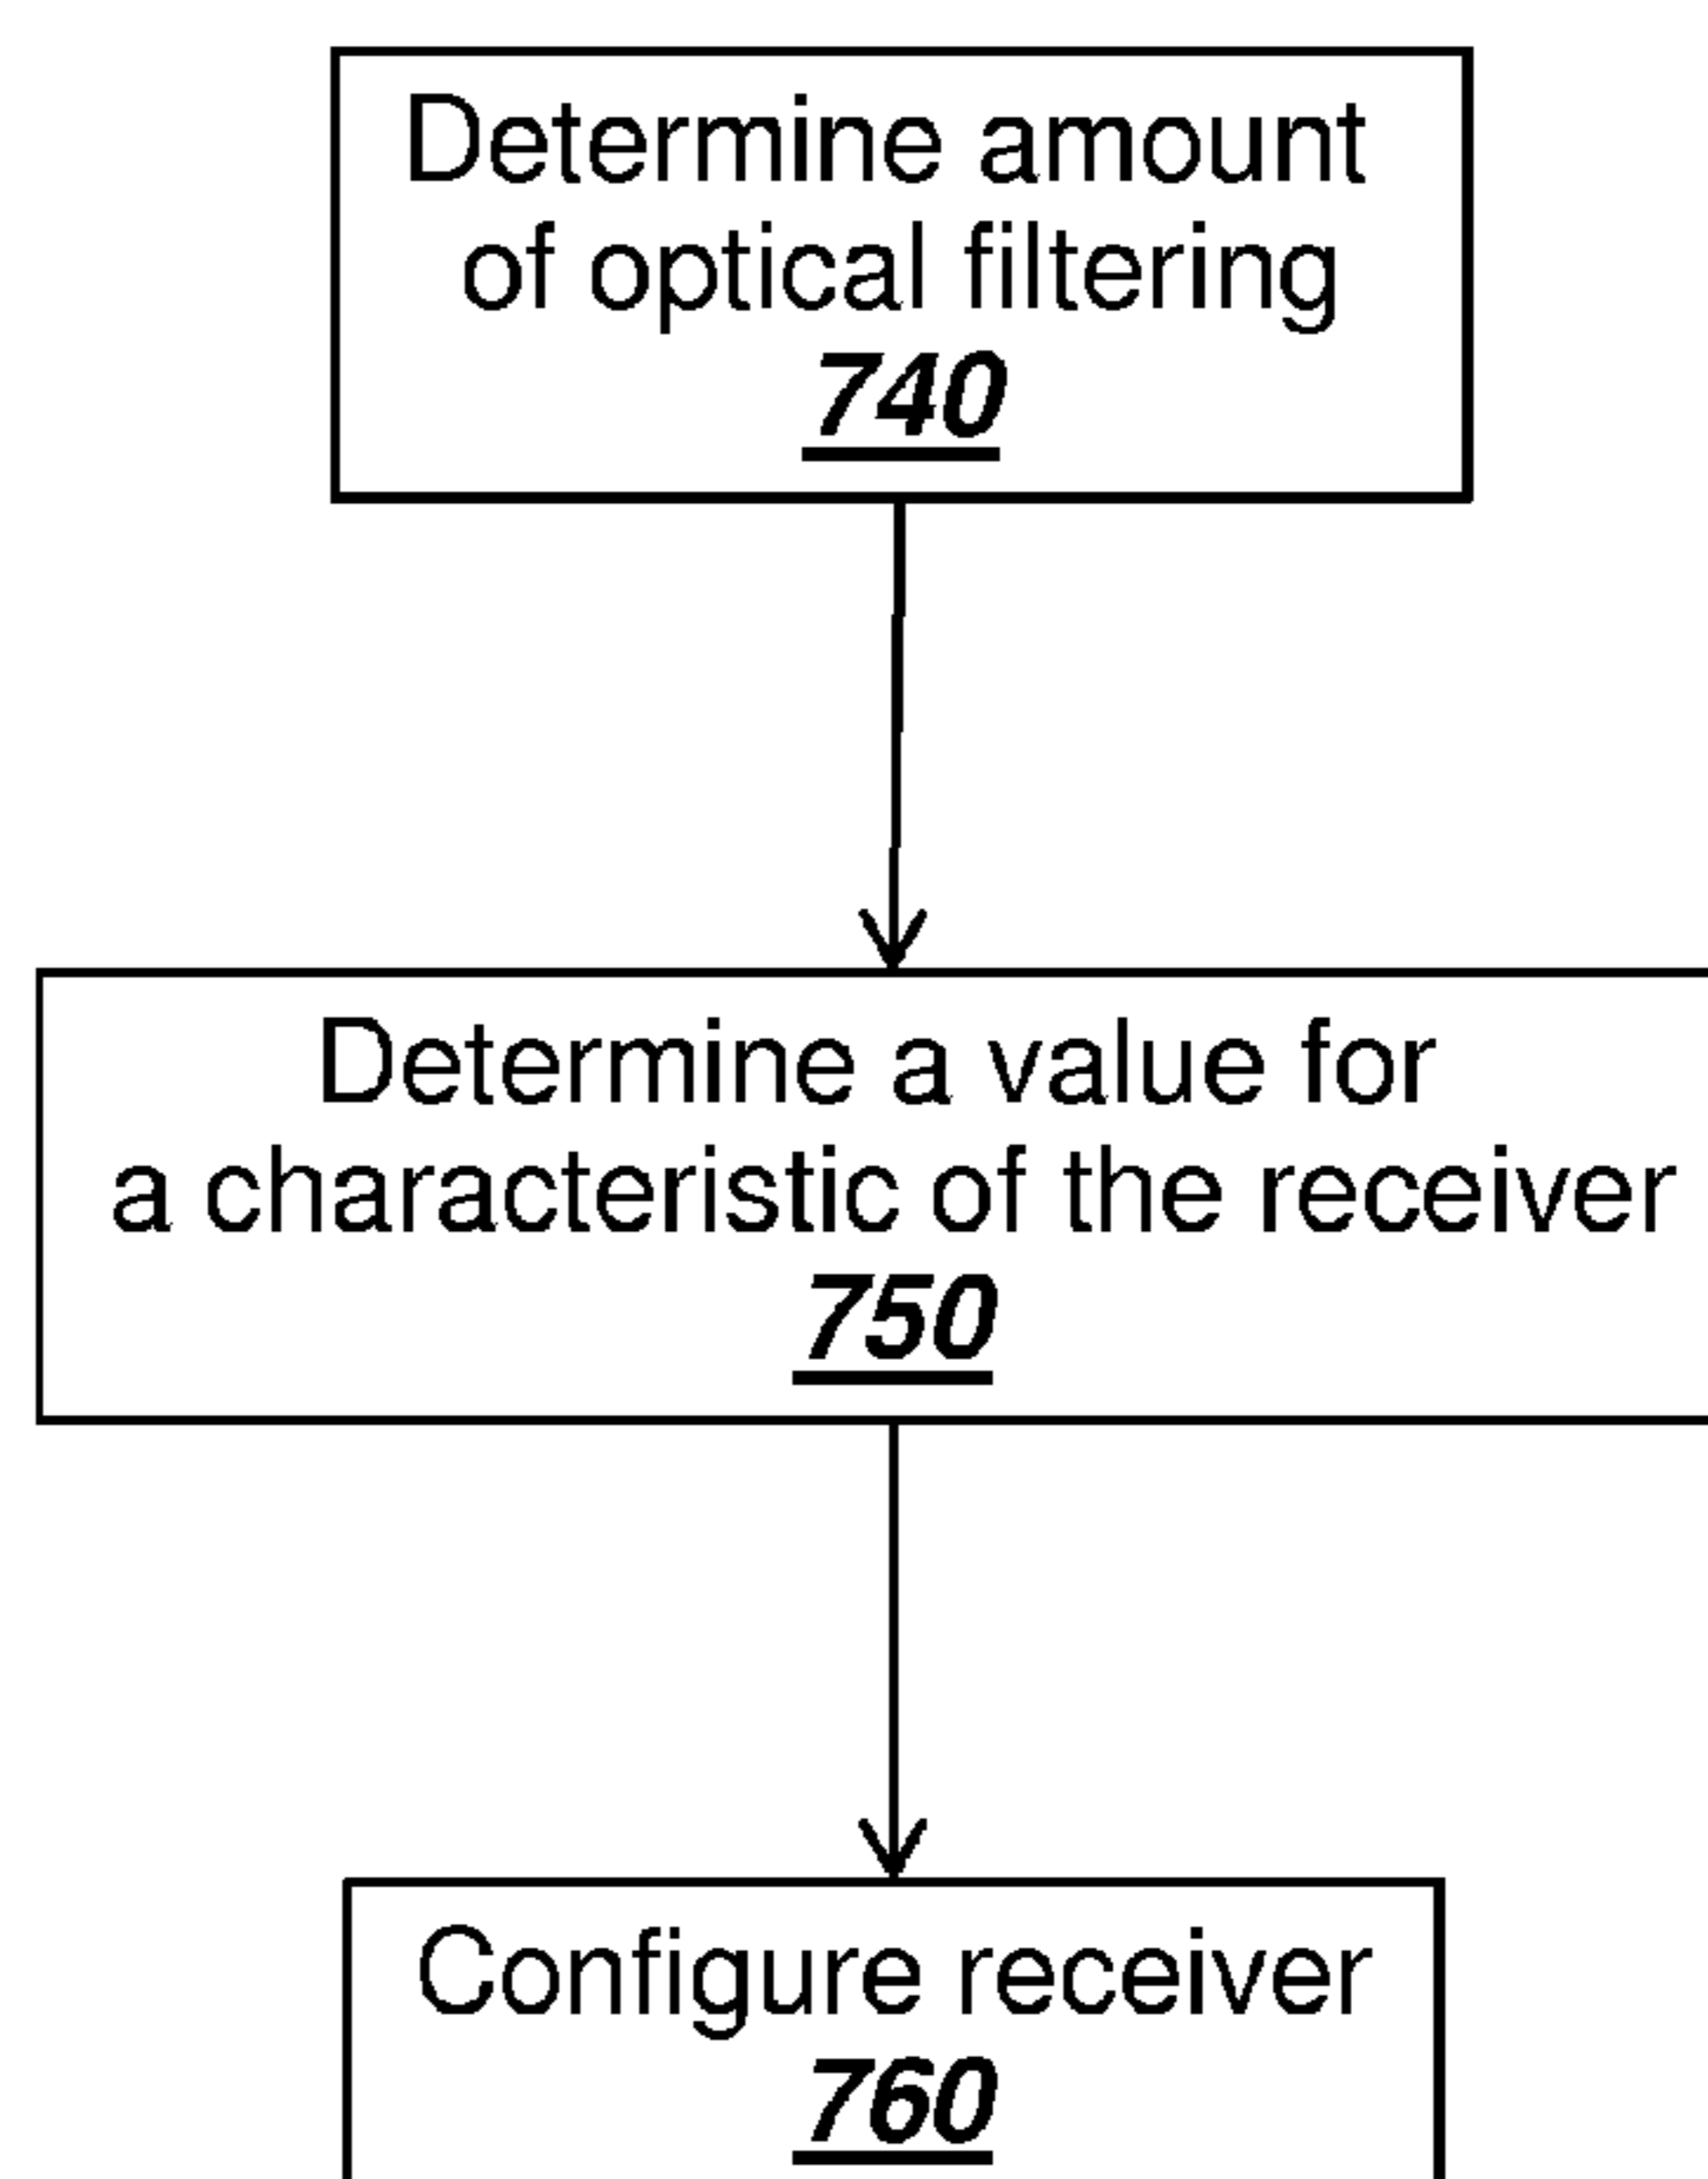 Determine amount
of optical filtering
740
Determine a value for
a characteristic of the receiver
750
Configure receiver
760